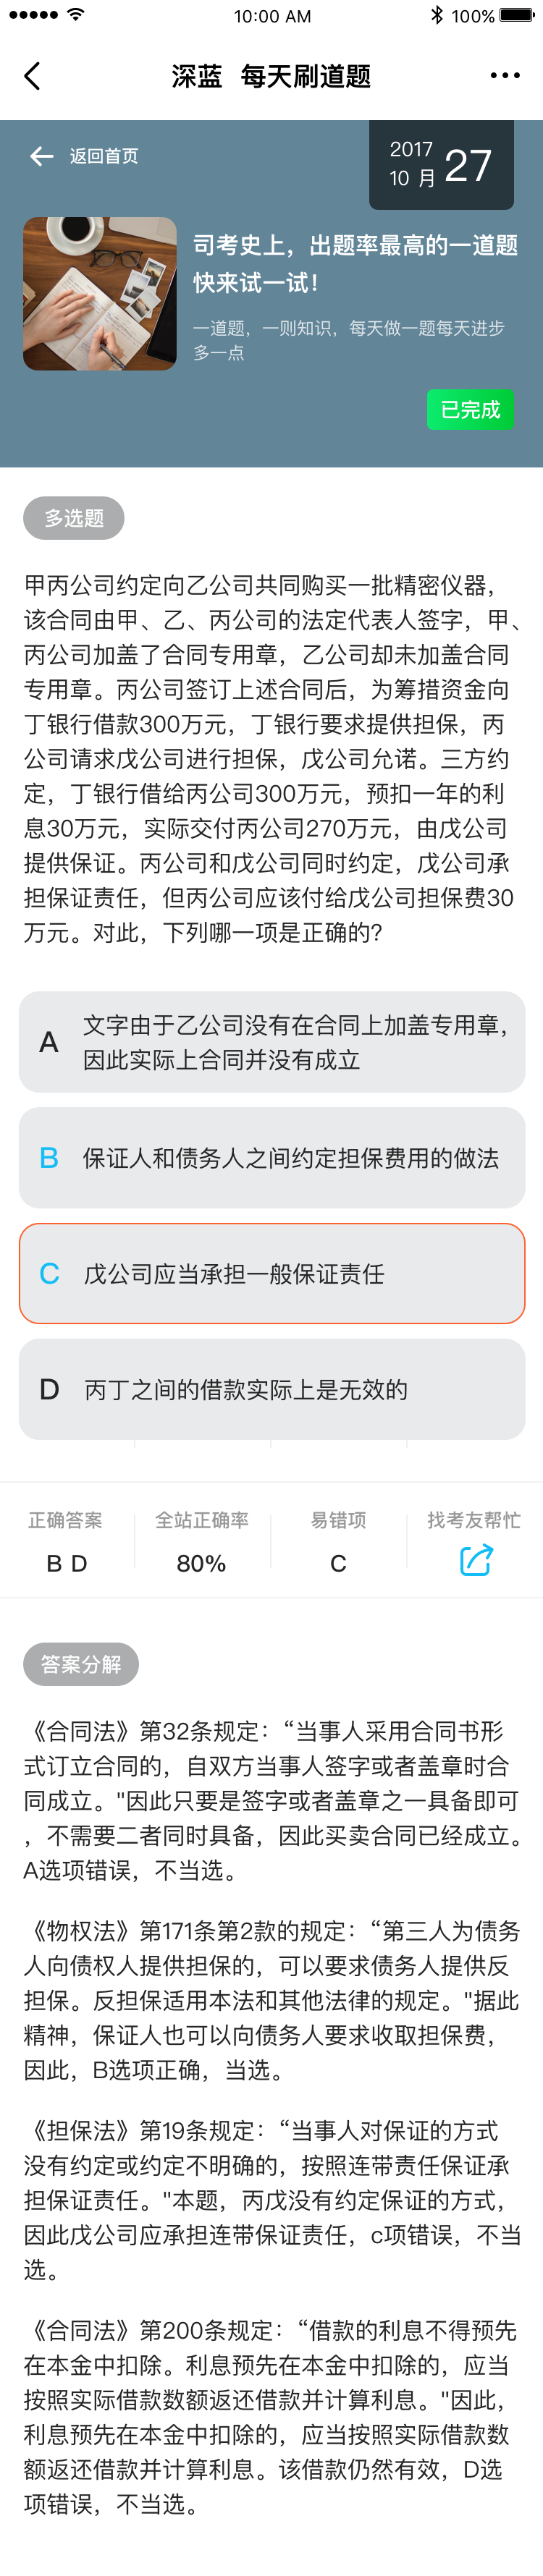 10:00 AM
100%
深蓝 每天刷道题
返回首页
2017
10 月
27
司考史上，出题率最高的一道题
快来试一试！
一道题，一则知识，每天做一题每天进步
多一点
已完成
多选题
甲丙公司约定向乙公司共同购买一批精密仪器，
该合同由甲、乙、丙公司的法定代表人签字，甲、
丙公司加盖了合同专用章，乙公司却未加盖合同
专用章。丙公司签订上述合同后，为筹措资金向
丁银行借款300万元，丁银行要求提供担保，丙
公司请求戊公司进行担保，戊公司允诺。三方约
定，丁银行借给丙公司300万元，预扣一年的利
息30万元，实际交付丙公司270万元，由戊公司
提供保证。丙公司和戊公司同时约定，戊公司承
担保证责任，但丙公司应该付给戊公司担保费30
万元。对此，下列哪一项是正确的?
A
文字由于乙公司没有在合同上加盖专用章，
因此实际上合同并没有成立
B 保证人和债务人之间约定担保费用的做法
C 戊公司应当承担一般保证责任
D 丙丁之间的借款实际上是无效的
正确答案 全站正确率 易错项 找考友帮忙
B D 80% C
答案分解
《合同法》第32条规定：“当事人采用合同书形
式订立合同的，自双方当事人签字或者盖章时合
同成立。"因此只要是签字或者盖章之一具备即可
，不需要二者同时具备，因此买卖合同已经成立。
A选项错误，不当选。
《物权法》第171条第2款的规定：“第三人为债务
人向债权人提供担保的，可以要求债务人提供反
担保。反担保适用本法和其他法律的规定。"据此
精神，保证人也可以向债务人要求收取担保费，
因此，B选项正确，当选。
《担保法》第19条规定：“当事人对保证的方式
没有约定或约定不明确的，按照连带责任保证承
担保证责任。"本题，丙戊没有约定保证的方式，
因此戊公司应承担连带保证责任，c项错误，不当
选。
《合同法》第200条规定：“借款的利息不得预先
在本金中扣除。利息预先在本金中扣除的，应当
按照实际借款数额返还借款并计算利息。"因此，
利息预先在本金中扣除的，应当按照实际借款数
额返还借款并计算利息。该借款仍然有效，D选
项错误，不当选。